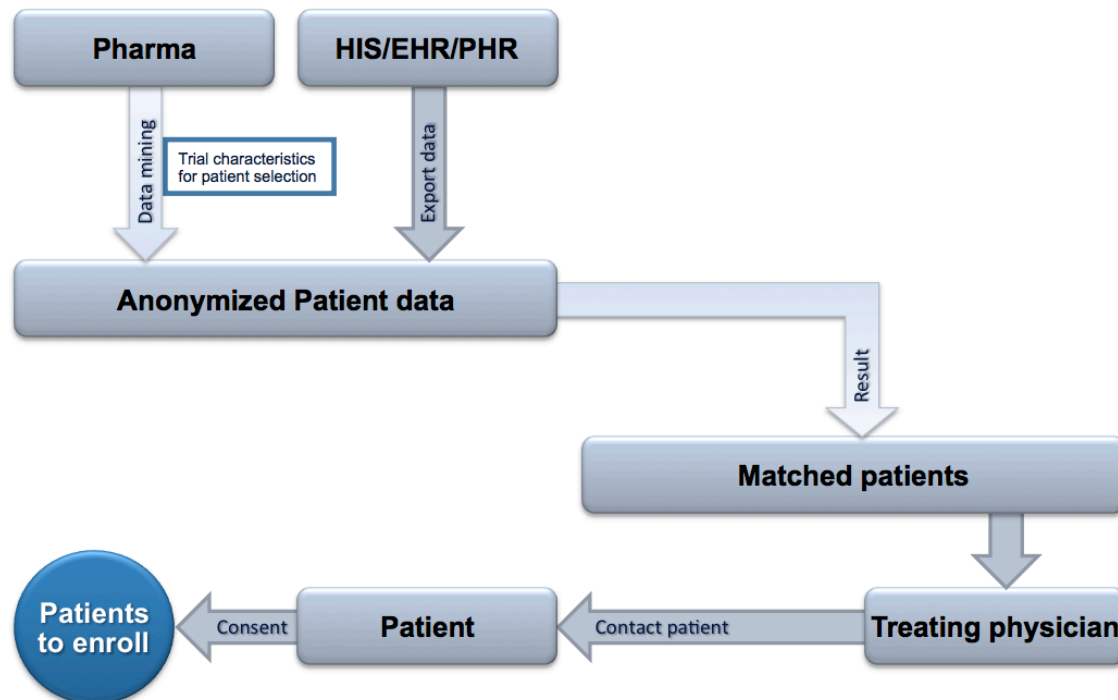 Pharma
HIS/EHR/PHR
Data mining
Trial characteristics
for patient selection
Export data
Anonymized Patient data
Result
Matched patients
Patients
to enroll
Consent
Patient
Contact patient
Treating physician